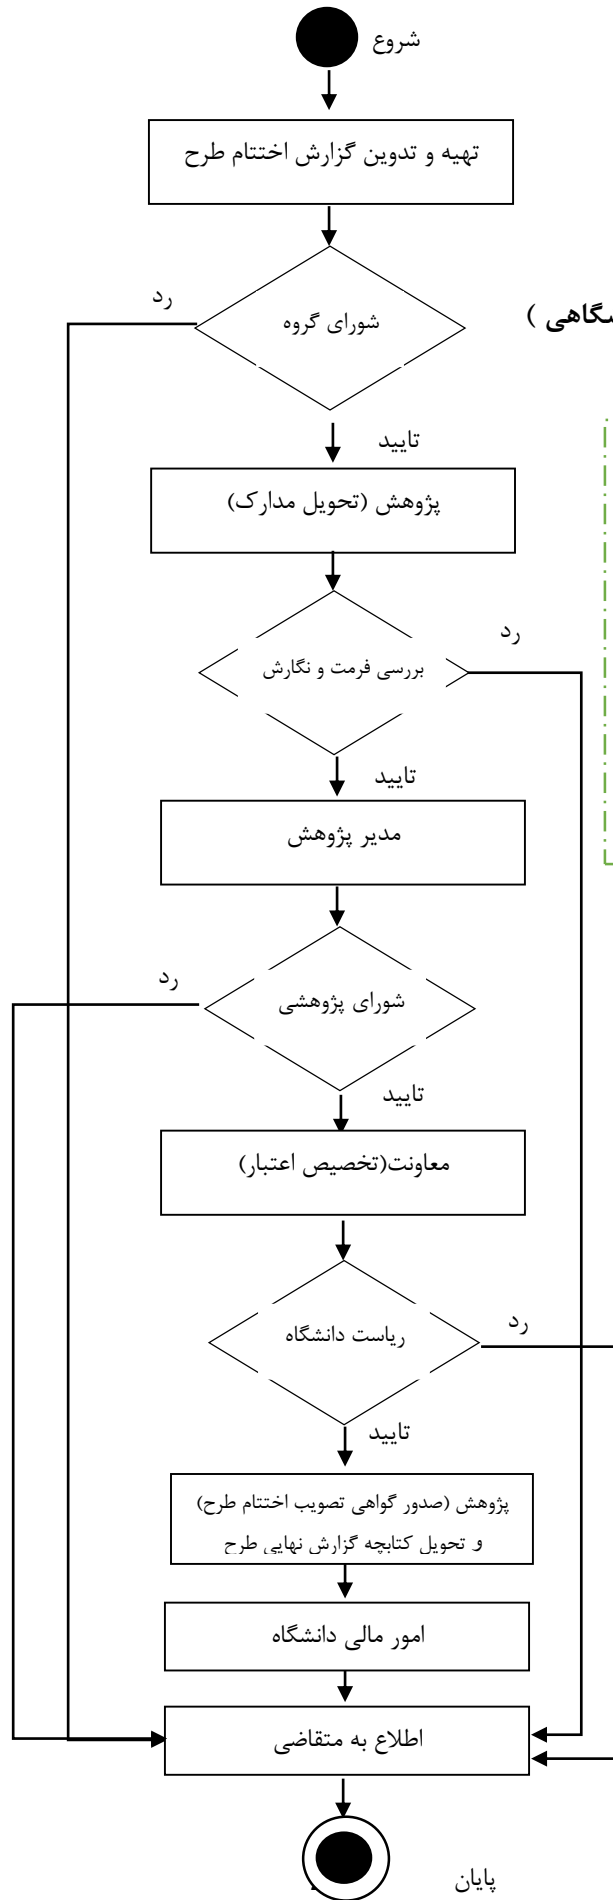 شروع
تهیه و تدوین گزارش اختتام طرح
رد
شورای گروه
تایید
پژوهش (تحویل مدارک)
رد
بررسی فرمت و نگارش
تایید
مدیر پژوهش
رد
شورای پژوهشی
تایید
معاونت(تخصیص اعتبار)
رد
ریاست دانشگاه
تایید
پژوهش (صدور گواهی تصویب اختتام طرح)
و تحویل کتابچه گزارش نهایی طرح
امور مالی دانشگاه
اطلاع به متقاضی
پایان